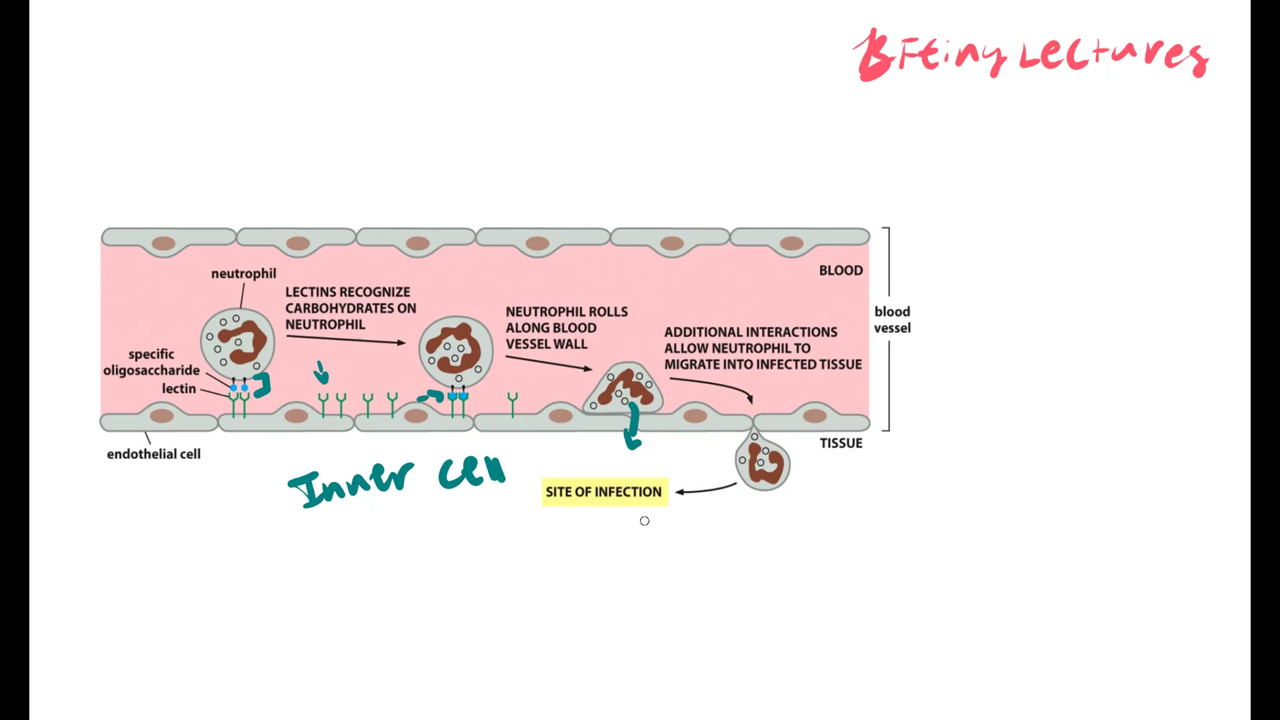 BFtiny Lectures
neutrophil
BLOOD
LECTINS RECOGNIZE
CARBOHYDRATES ON
NEUTROPHIL
NEUTROPHIL ROLLS
ALONG BLOOD
VESSEL WALL
blood
vessel
ADDITIONAL INTERACTIONS
ALLOW NEUTROPHIL TO
MIGRATE INTO INFECTED TISSUE
specific
oligosaccharide
lectin
endothelial cell
TISSUE
Inner cell
SITE OF INFECTION